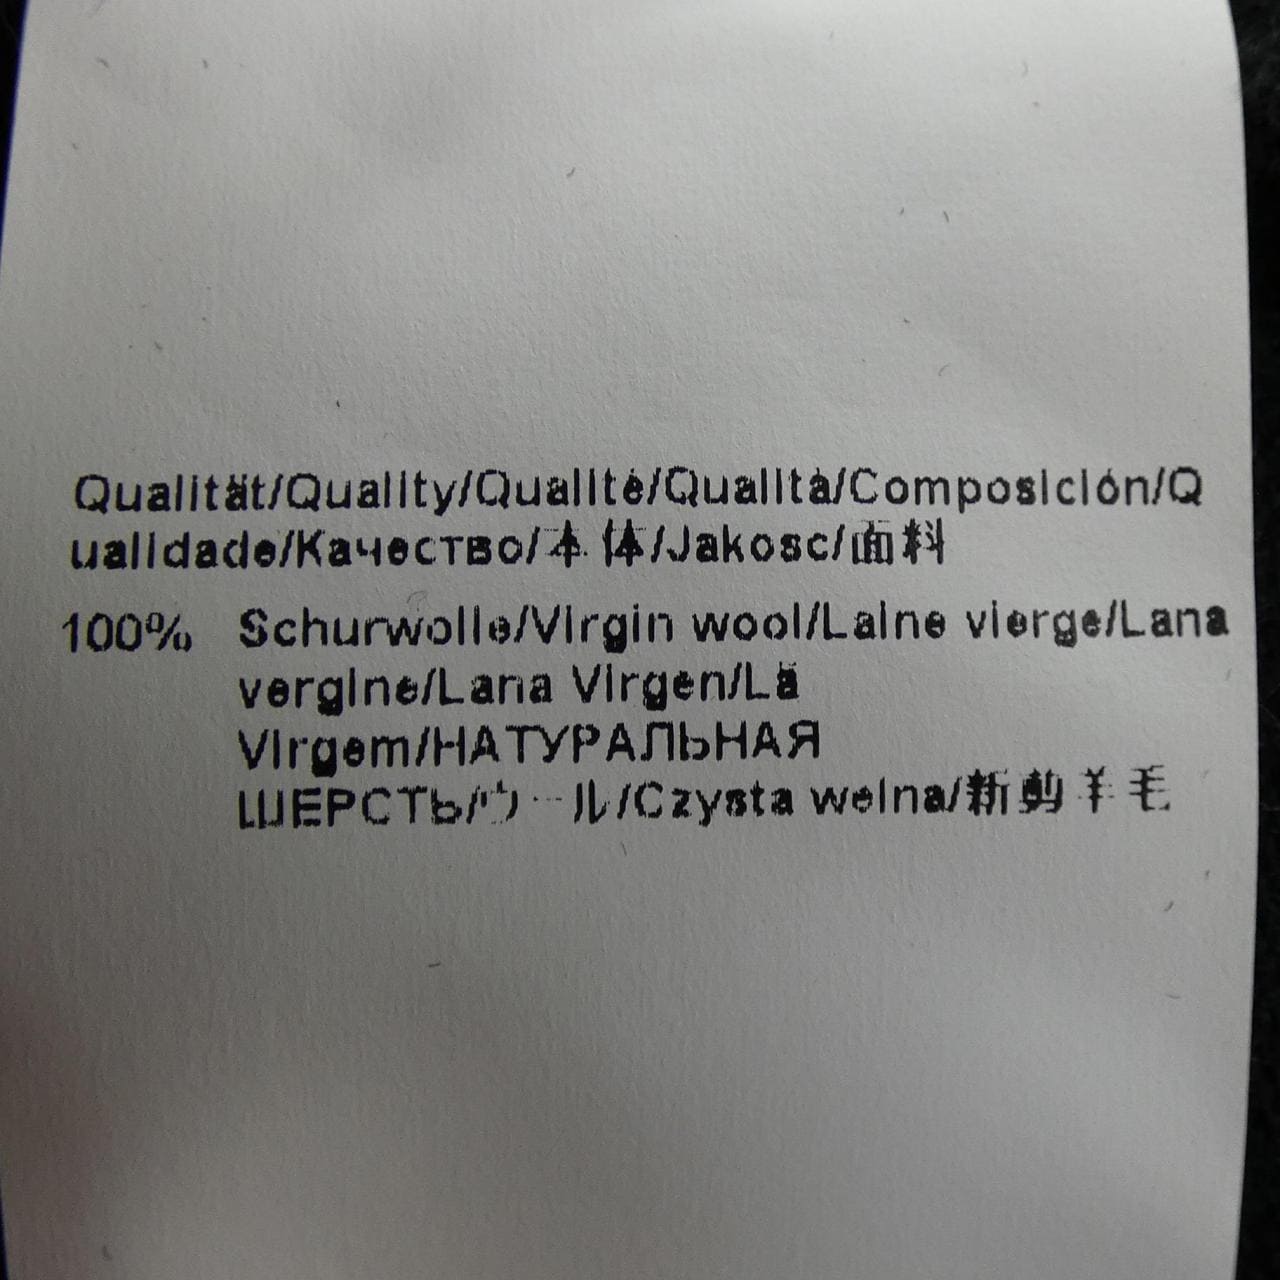 Qualität/Quality/Qualité/Qualità/Composición/Q
ualidade/Качество/本体/Jakosc/面料
100% Schurwolle/Virgin wool/Laine vierge/Lana
vergine/Lana Virgen/Lã
Virgem/НАТУРАЛЬНАЯ
ШЕРСТЬ/ウール/Czysta welna/新剪羊毛